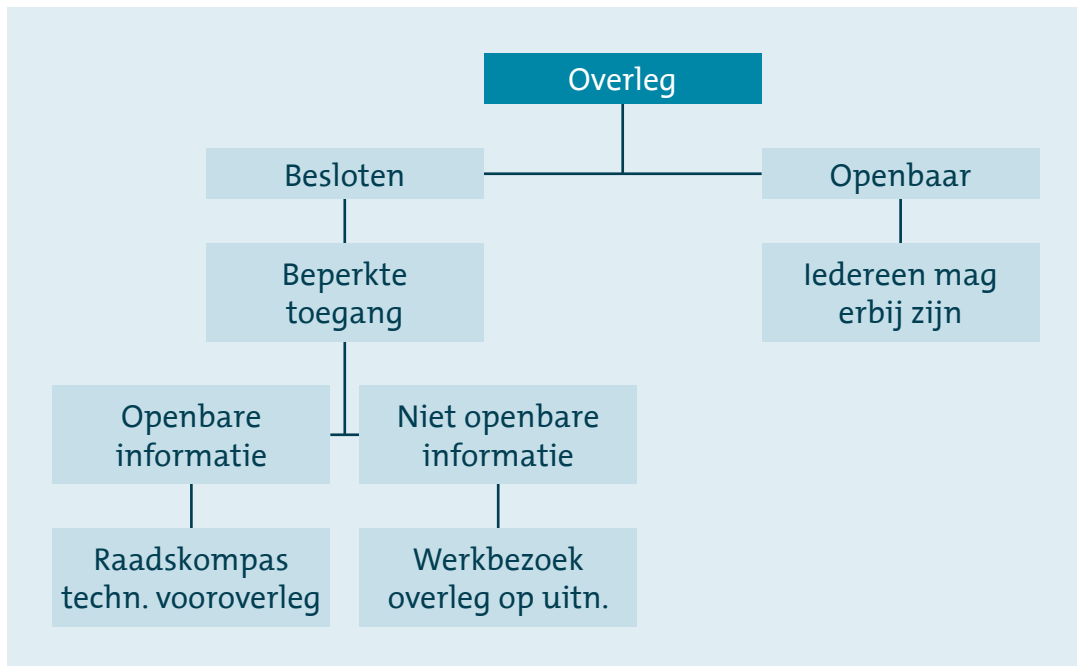 Overleg
Besloten
Openbaar
Beperkte
toegang
Iedereen mag
erbij zijn
Openbare
informatie
Niet openbare
informatie
Raadskompas
techn. vooroverleg
Werkbezoek
overleg op uitn.